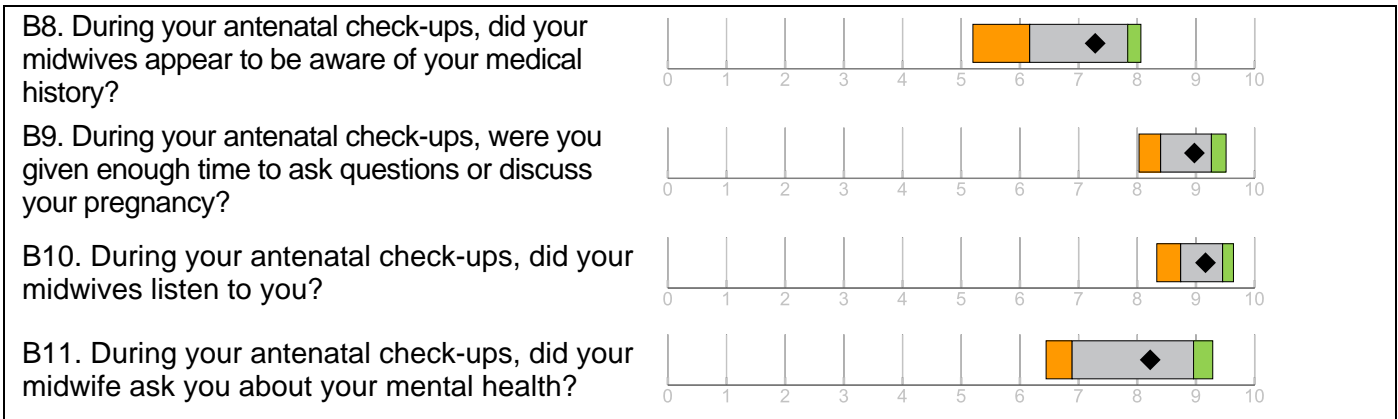 B8. During your antenatal check-ups, did your
midwives appear to be aware of your medical
history?
0 1 2 3 4 5 6 7 8 9 10
B9. During your antenatal check-ups, were you
given enough time to ask questions or discuss
your pregnancy?
0 1 2 3 4 5 6 7 8 9 10
B10. During your antenatal check-ups, did your
midwives listen to you?
0 1 2 3 4 5 6 7 8 9 10
B11. During your antenatal check-ups, did your
midwife ask you about your mental health?
0 1 2 3 4 5 6 7 8 9 10